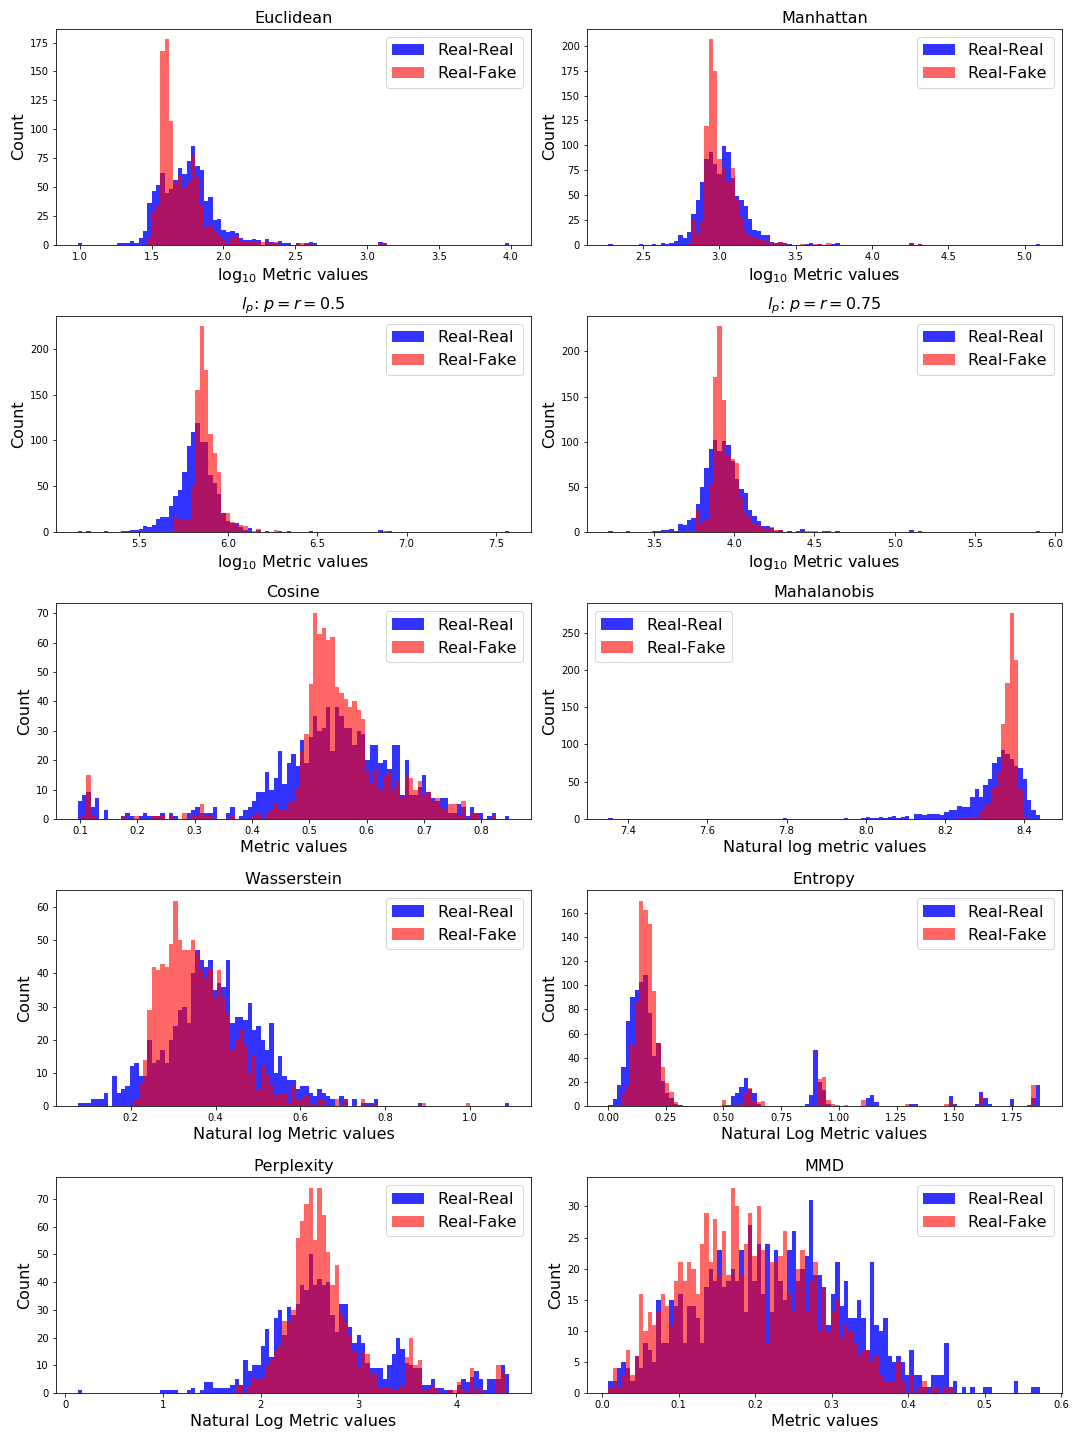 Euclidean
Count
175
150
125
100
75
50
25
0
Real-Real
Real-Fake
1.0 1.5 2.0 2.5 3.0 3.5 4.0
log₁₀ Metric values
Manhattan
Count
200
175
150
125
100
75
50
25
0
Real-Real
Real-Fake
2.5 3.0 3.5 4.0 4.5 5.0
log₁₀ Metric values
lₚ: p = r = 0.5
Count
200
150
100
50
0
Real-Real
Real-Fake
5.5 6.0 6.5 7.0 7.5
log₁₀ Metric values
lₚ: p = r = 0.75
Count
200
150
100
50
0
Real-Real
Real-Fake
3.5 4.0 4.5 5.0 5.5 6.0
log₁₀ Metric values
Cosine
Count
70
60
50
40
30
20
10
0
Real-Real
Real-Fake
0.1 0.2 0.3 0.4 0.5 0.6 0.7 0.8
Metric values
Mahalanobis
Count
250
200
150
100
50
0
Real-Real
Real-Fake
7.4 7.6 7.8 8.0 8.2 8.4
Natural log metric values
Wasserstein
Count
60
50
40
30
20
10
0
Real-Real
Real-Fake
0.2 0.4 0.6 0.8 1.0
Natural log Metric values
Entropy
Count
160
140
120
100
80
60
40
20
0
Real-Real
Real-Fake
0.00 0.25 0.50 0.75 1.00 1.25 1.50 1.75
Natural Log Metric values
Perplexity
Count
70
60
50
40
30
20
10
0
Real-Real
Real-Fake
0 1 2 3 4
Natural Log Metric values
MMD
Count
30
25
20
15
10
5
0
Real-Real
Real-Fake
0.0 0.1 0.2 0.3 0.4 0.5 0.6
Metric values